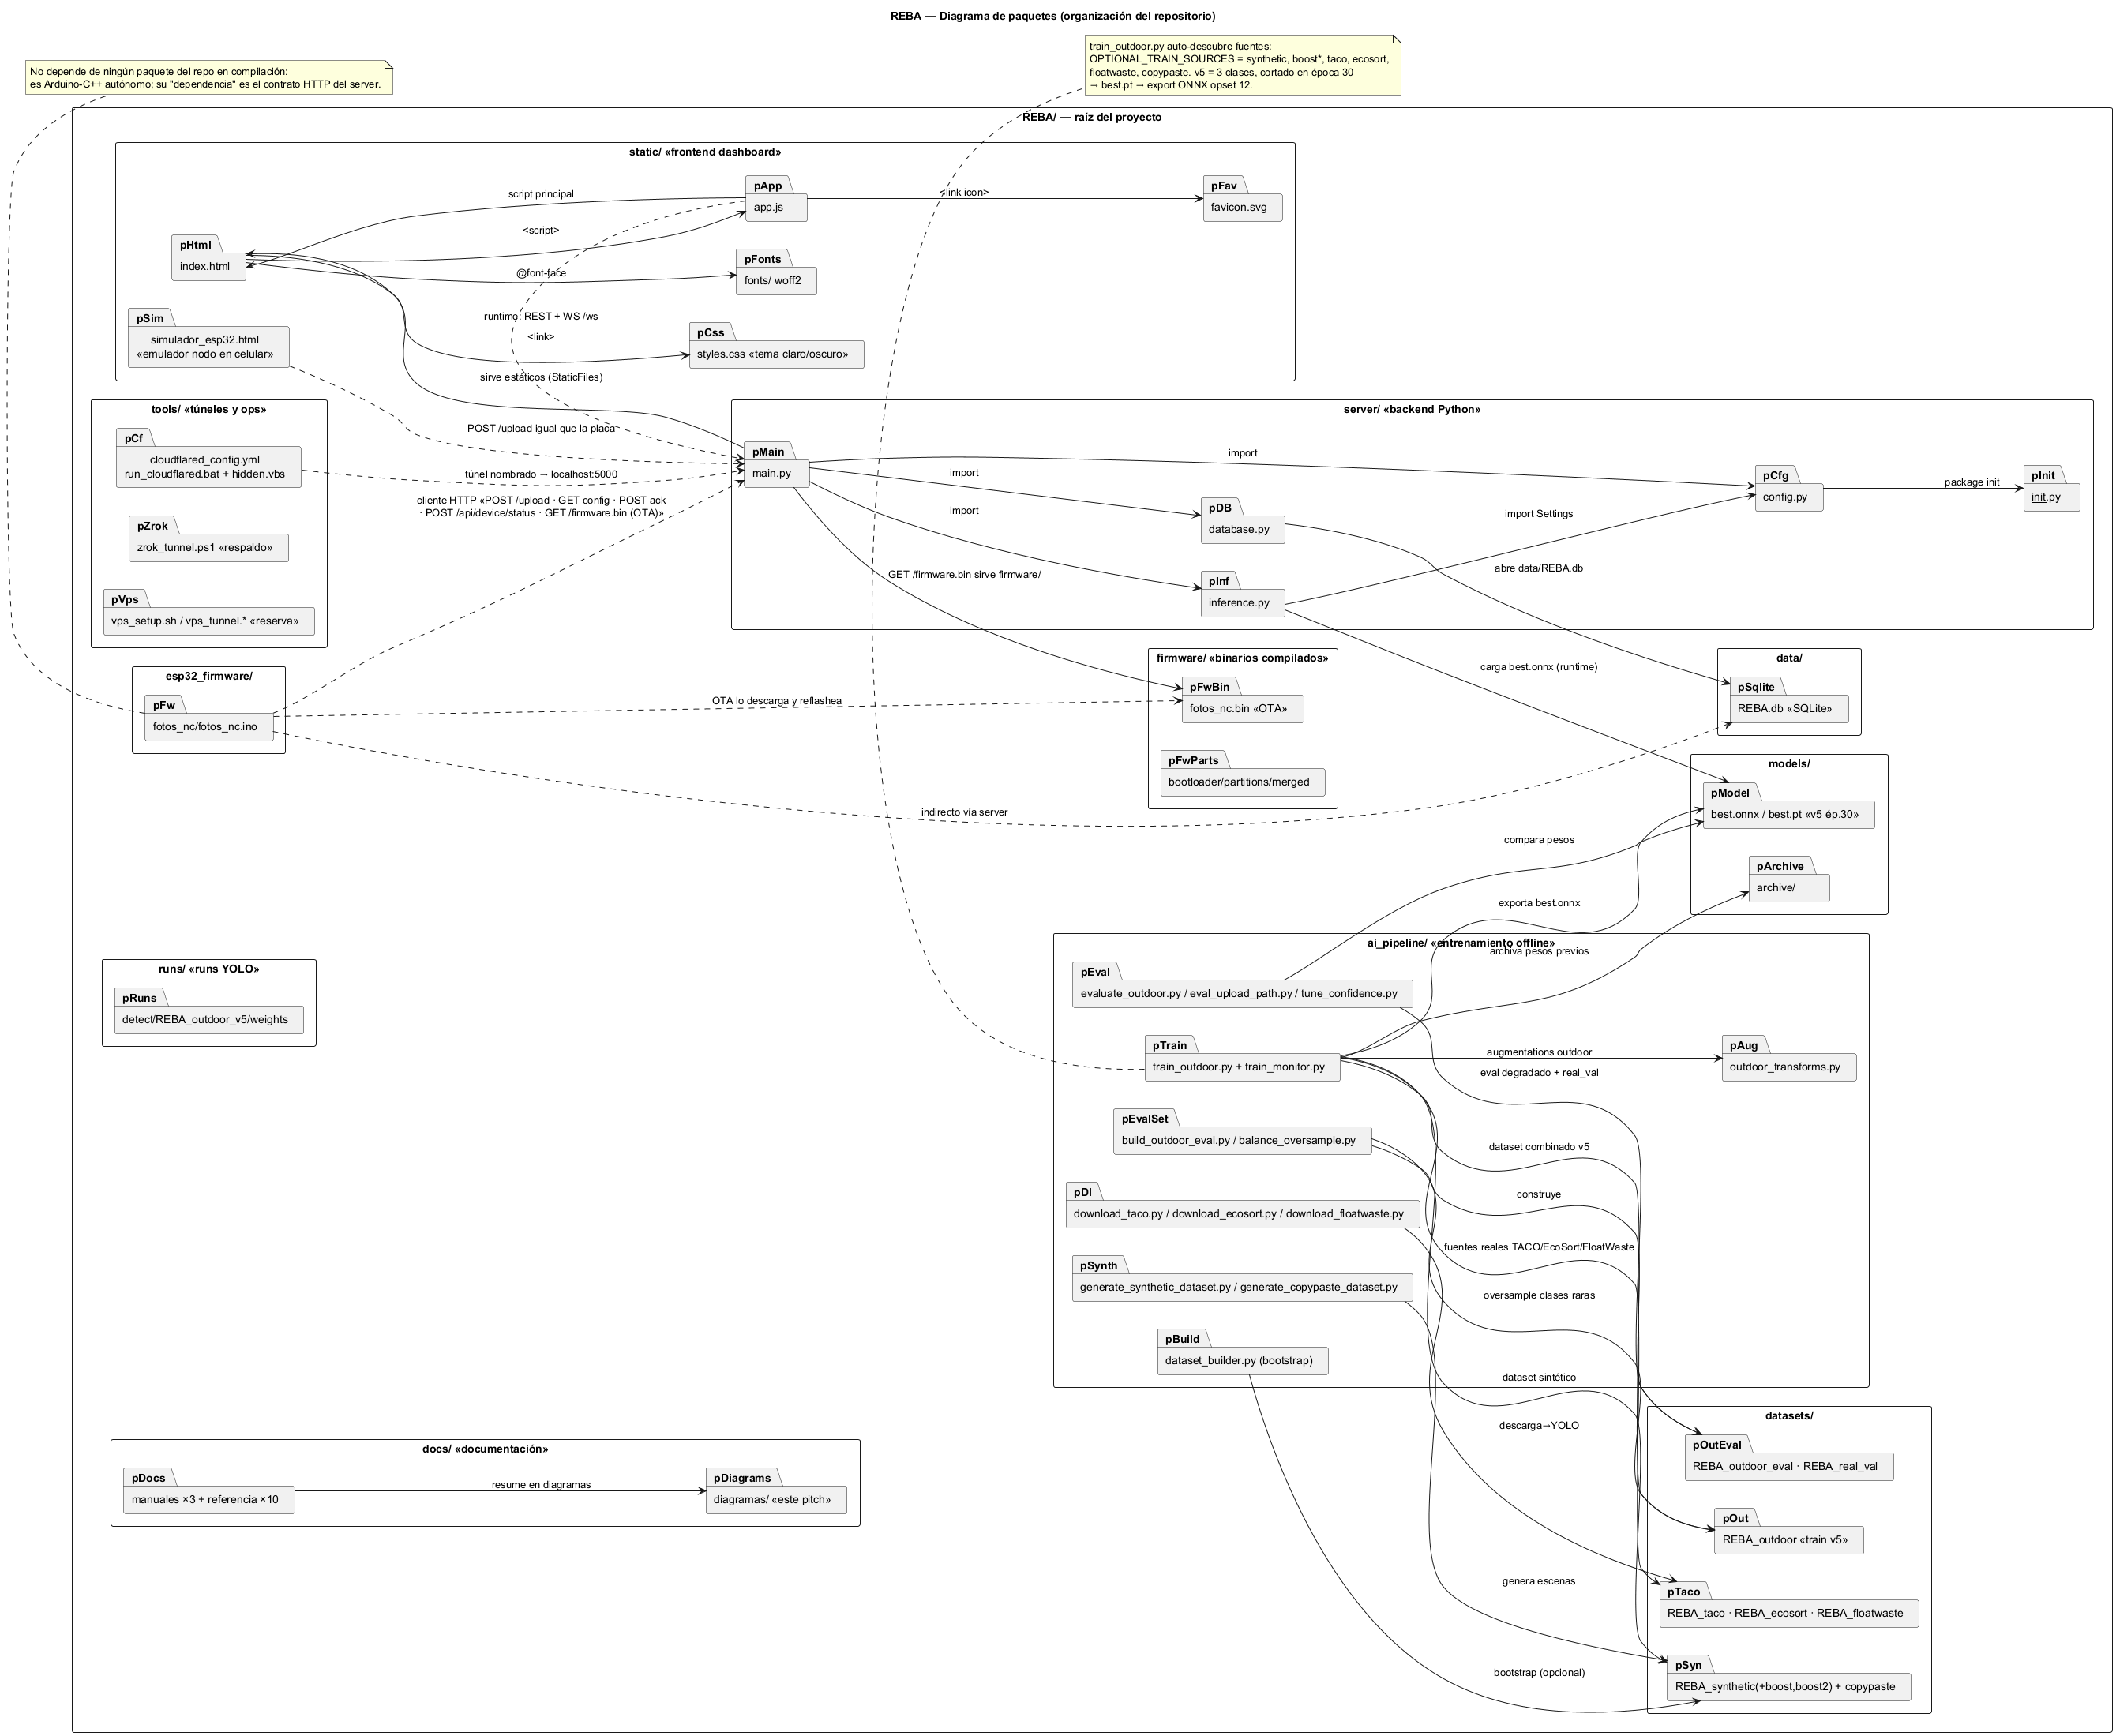 REBA — Diagrama de paquetes (organización del repositorio)
No depende de ningún paquete del repo en compilación:
es Arduino-C++ autónomo; su "dependencia" es el contrato HTTP del server.
train_outdoor.py auto-descubre fuentes:
OPTIONAL_TRAIN_SOURCES = synthetic, boost*, taco, ecosort,
floatwaste, copypaste. v5 = 3 clases, cortado en época 30
→ best.pt → export ONNX opset 12.
REBA/ — raíz del proyecto
static/ «frontend dashboard»
pApp
app.js
pFav
favicon.svg
pHtml
index.html
pFonts
fonts/ woff2
pSim
simulador_esp32.html
«emulador nodo en celular»
pCss
styles.css «tema claro/oscuro»
script principal
<link icon>
<script>
@font-face
runtime: REST + WS /ws
<link>
sirve estáticos (StaticFiles)
POST /upload igual que la placa
tools/ «túneles y ops»
pCf
cloudflared_config.yml
run_cloudflared.bat + hidden.vbs
pZrok
zrok_tunnel.ps1 «respaldo»
pVps
vps_setup.sh / vps_tunnel.* «reserva»
túnel nombrado → localhost:5000
cliente HTTP «POST /upload · GET config · POST ack
· POST /api/device/status · GET /firmware.bin (OTA)»
server/ «backend Python»
pMain
main.py
pDB
database.py
pInf
inference.py
pCfg
config.py
pInit
init.py
import
import
import
import Settings
package init
abre data/REBA.db
GET /firmware.bin sirve firmware/
carga best.onnx (runtime)
esp32_firmware/
pFw
fotos_nc/fotos_nc.ino
OTA lo descarga y reflashea
indirecto vía server
firmware/ «binarios compilados»
pFwBin
fotos_nc.bin «OTA»
pFwParts
bootloader/partitions/merged
data/
pSqlite
REBA.db «SQLite»
models/
pModel
best.onnx / best.pt «v5 ép.30»
pArchive
archive/
compara pesos
exporta best.onnx
archiva pesos previos
runs/ «runs YOLO»
pRuns
detect/REBA_outdoor_v5/weights
ai_pipeline/ «entrenamiento offline»
pEval
evaluate_outdoor.py / eval_upload_path.py / tune_confidence.py
pTrain
train_outdoor.py + train_monitor.py
pAug
outdoor_transforms.py
pEvalSet
build_outdoor_eval.py / balance_oversample.py
pDl
download_taco.py / download_ecosort.py / download_floatwaste.py
pSynth
generate_synthetic_dataset.py / generate_copypaste_dataset.py
pBuild
dataset_builder.py (bootstrap)
augmentations outdoor
eval degradado + real_val
dataset combinado v5
construye
fuentes reales TACO/EcoSort/FloatWaste
oversample clases raras
dataset sintético
descarga→YOLO
genera escenas
bootstrap (opcional)
docs/ «documentación»
pDocs
manuales ×3 + referencia ×10
resume en diagramas
pDiagrams
diagramas/ «este pitch»
datasets/
pOutEval
REBA_outdoor_eval · REBA_real_val
pOut
REBA_outdoor «train v5»
pTaco
REBA_taco · REBA_ecosort · REBA_floatwaste
pSyn
REBA_synthetic(+boost,boost2) + copypaste